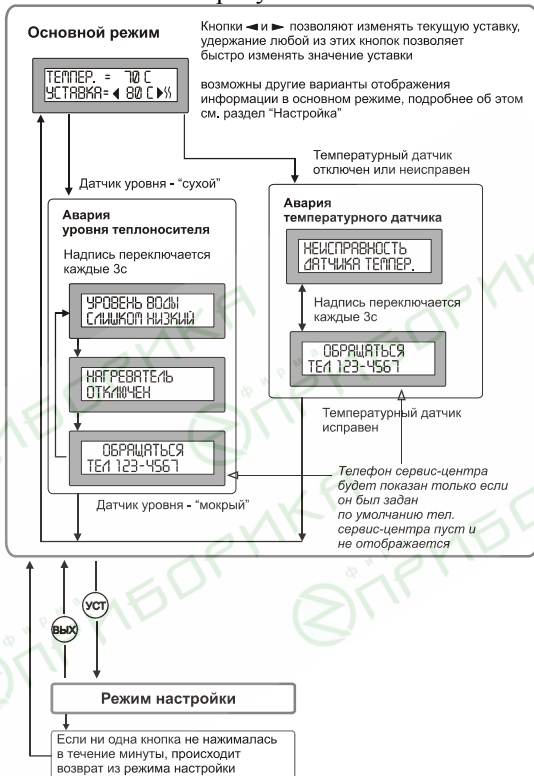 Основной режим
Кнопки ◄ и ► позволяют изменять текущую уставку,
удержание любой из этих кнопок позволяет
быстро изменять значение уставки
возможны другие варианты отображения
информации в основном режиме, подробнее об этом
см. раздел "Настройка"
ТЕМПЕР. = 70 С
УСТАВКА=◄ 80 С ►
Датчик уровня - "сухой"
Температурный датчик
отключен или неисправен
Авария
уровня теплоносителя
Надпись переключается
каждые 3с
УРОВЕНЬ ВОДЫ
СЛИШКОМ НИЗКИЙ
НАГРЕВАТЕЛЬ
ОТКЛЮЧЕН
ОБРАЩАТЬСЯ
ТЕЛ 123-4567
Датчик уровня - "мокрый"
Авария
температурного датчика
НЕИСПРАВНОСТЬ
ДАТЧИКА ТЕМПЕР.
Надпись переключается
каждые 3с
ОБРАЩАТЬСЯ
ТЕЛ 123-4567
Температурный датчик
исправен
Телефон сервис-центра
будет показан только если
он был задан
по умолчанию тел.
сервис-центра пуст и
не отображается
ВЫХ
УСТ
Режим настройки
Если ни одна кнопка не нажималась
в течение минуты, происходит
возврат из режима настройки
фирма
ПРИБОРИКА